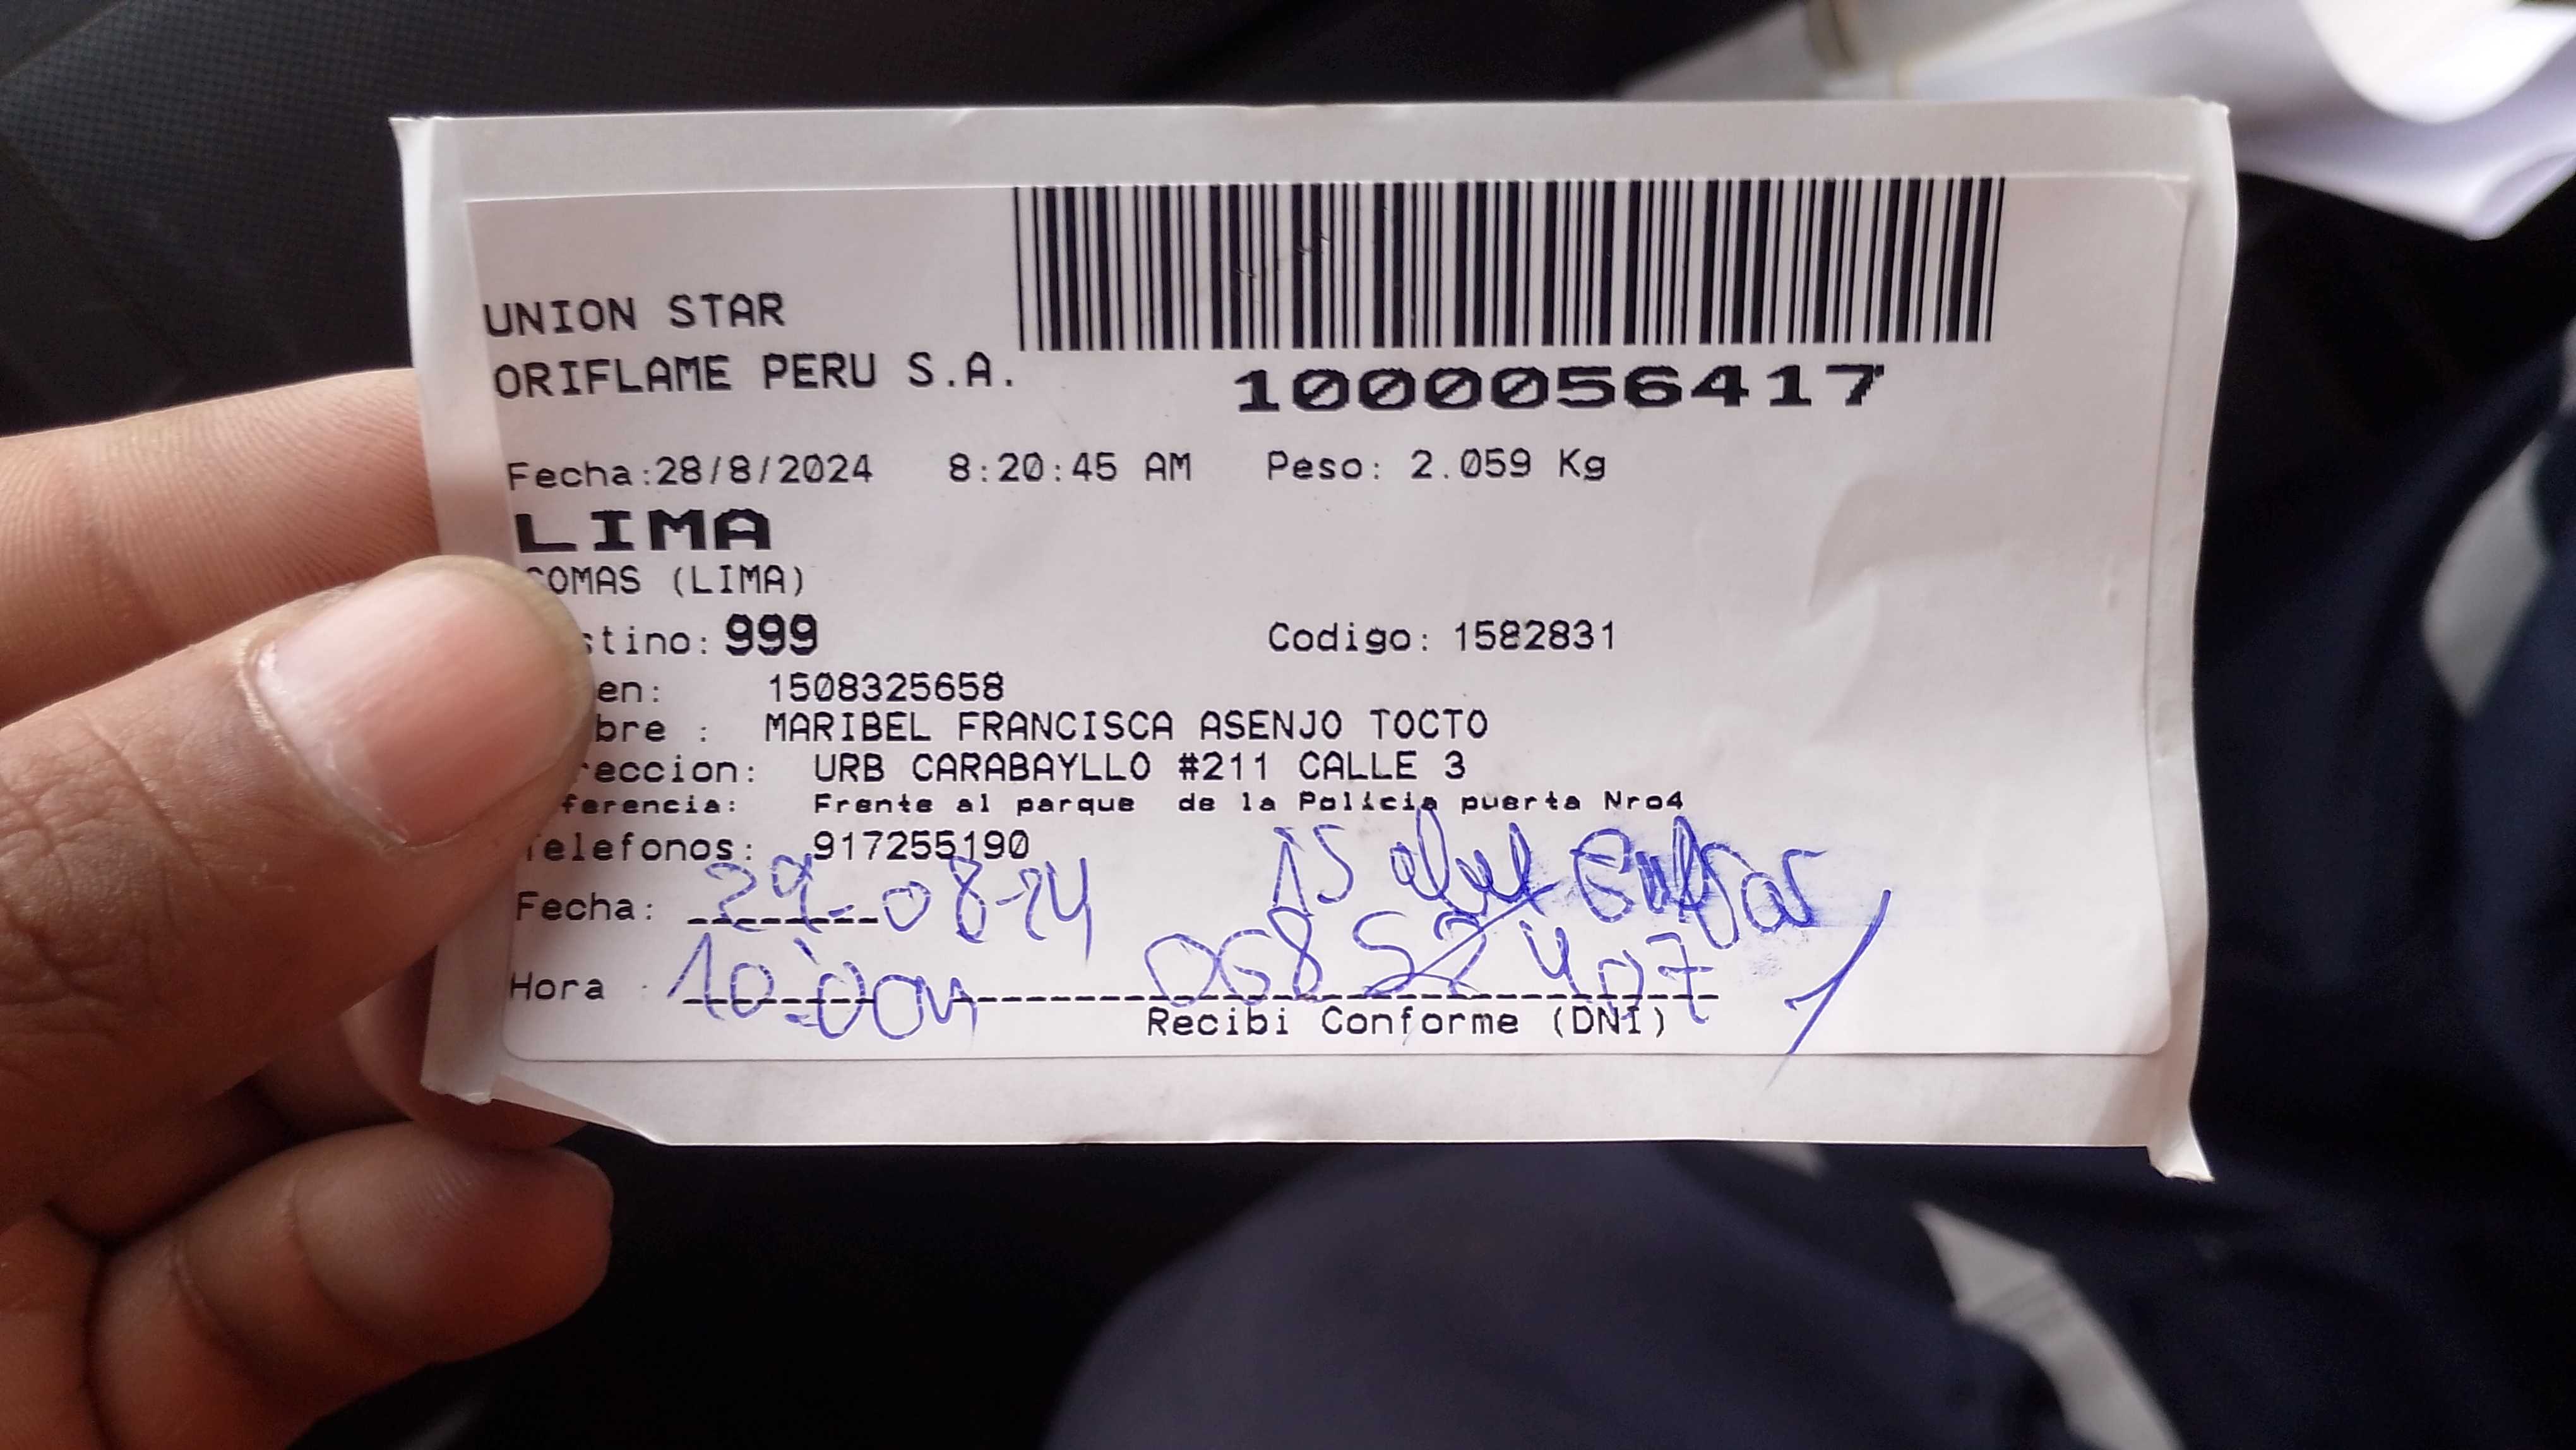 UNION STAR
ORIFLAME PERU S.A.
1000056417
Fecha:28/8/2024 8:20:45 AM Peso: 2.059 Kg
LIMA
COMAS (LIMA)
stino: 999 Codigo: 1582831
en: 1508325658
bre : MARIBEL FRANCISCA ASENJO TOCTO
reccion: URB CARABAYLLO #211 CALLE 3
ferencia: Frente al parque de la Policia puerta Nro4
Telefonos: 917255190
Fecha: 29-08-24
Hora : 10:00
Recibi Conforme (DNI)